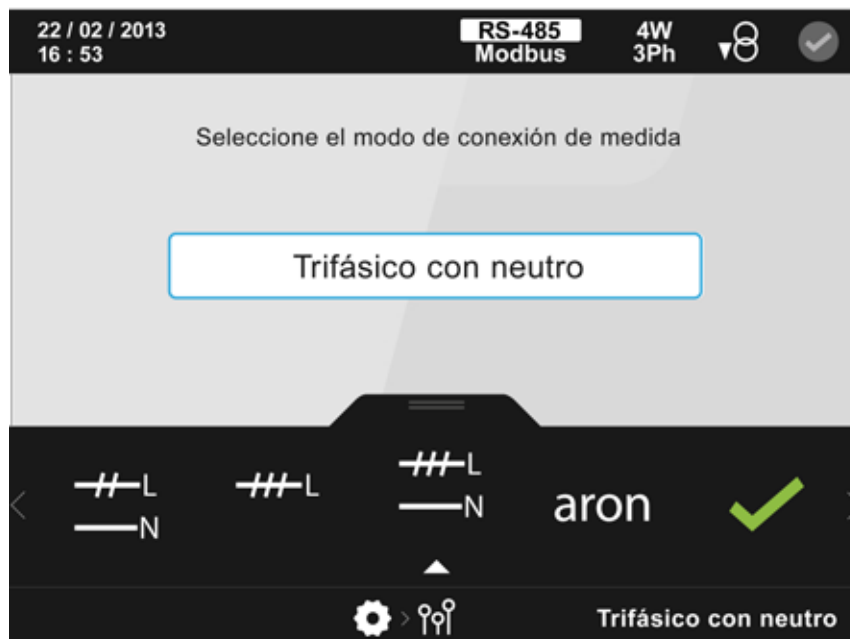 22 / 02 / 2013
16 : 53
RS-485
Modbus
4W
3Ph
Seleccione el modo de conexión de medida
Trifásico con neutro
L
N
L
L
N
aron
Trifásico con neutro